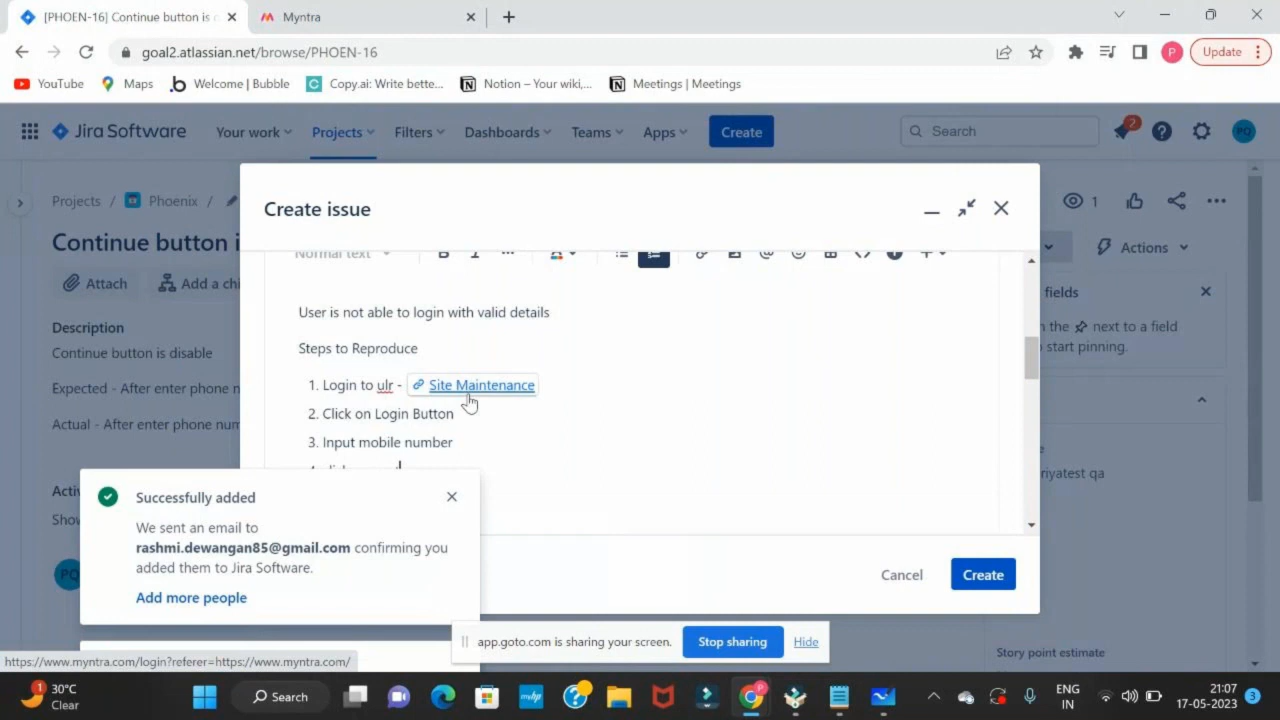 [PHOEN-16] Continue button is
Myntra
goal2.atlassian.net/browse/PHOEN-16
P
Update
YouTube
Maps
Welcome | Bubble
Copy.ai: Write bette...
Notion – Your wiki,...
Meetings | Meetings
Jira Software
Your work
Projects
Filters
Dashboards
Teams
Apps
Create
Search
2
PQ
Projects / Phoenix /
1
Create issue
Continue button i
Actions
Attach
Add a chi
Normal text
fields
n the next to a field
start pinning.
Description
Continue button is disable
Expected - After enter phone n
Actual - After enter phone num
User is not able to login with valid details
Steps to Reproduce
1. Login to ulr - Site Maintenance
2. Click on Login Button
3. Input mobile number
riyatest qa
Activ
Show
PQ
Successfully added
We sent an email to
rashmi.dewangan85@gmail.com confirming you
added them to Jira Software.
Add more people
Cancel
Create
app.goto.com is sharing your screen.
Stop sharing
Hide
Story point estimate
https://www.myntra.com/login?referer=https://www.myntra.com/
1
30°C
Clear
Search
ENG
IN
21:07
17-05-2023
3